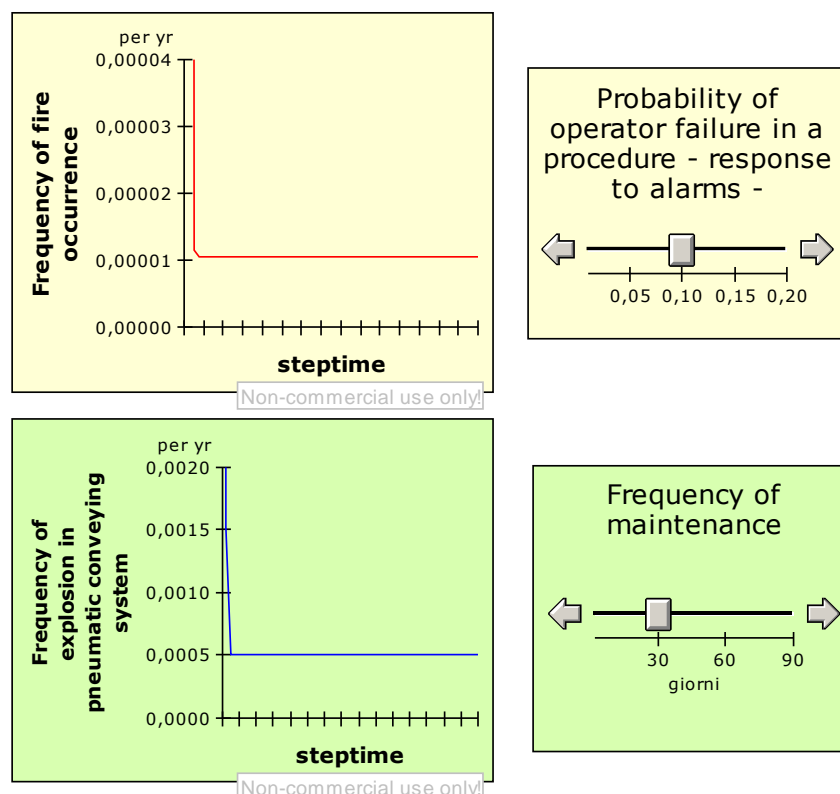 per yr
0,00004
0,00003
0,00002
0,00001
0,00000
Frequency of fire
occurrence
steptime
Non-commercial use only!
Probability of
operator failure in a
procedure - response
to alarms -
0,05 0,10 0,15 0,20
per yr
0,0020
0,0015
0,0010
0,0005
0,0000
Frequency of
explosion in
pneumatic conveying
system
steptime
Non-commercial use only!
Frequency of
maintenance
30 60 90
giorni